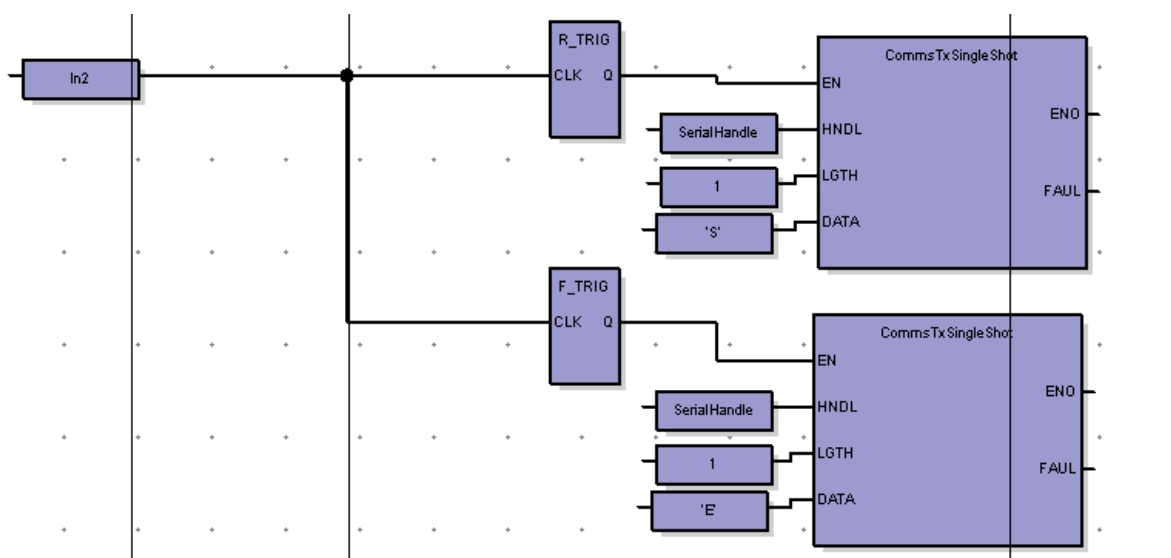 In2
R_TRIG
CLK Q
CommsTxSingleShot
EN
ENO
SerialHandle HNDL
1 LGTH
FAUL
'S' DATA
F_TRIG
CLK Q
CommsTxSingleShot
EN
ENO
SerialHandle HNDL
1 LGTH
FAUL
'E' DATA